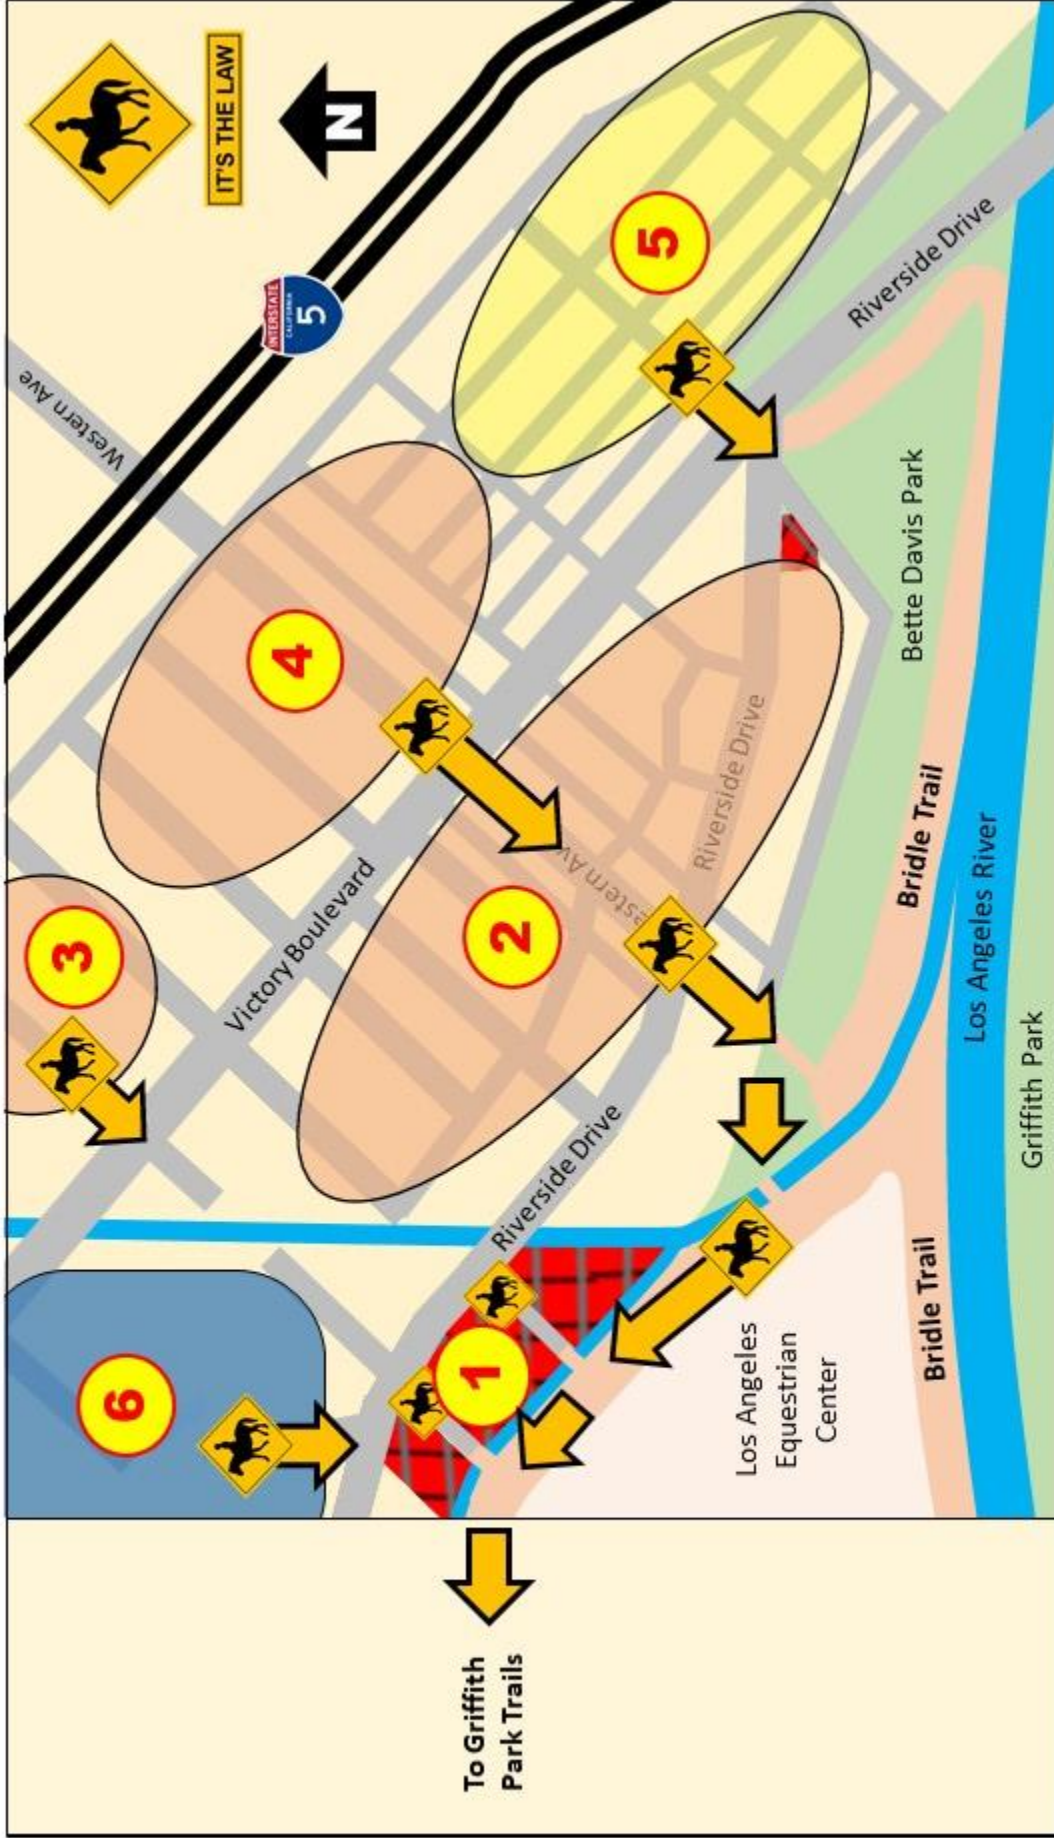 To Griffith
Park Trails
6
3
Western Ave
INTERSTATE
CALIFORNIA
5
IT'S THE LAW
N
4
Victory Boulevard
1
2
5
Riverside Drive
estern Av
Riverside Drive
Riverside Drive
Los Angeles
Equestrian
Center
Bette Davis Park
Bridle Trail
Bridle Trail
Los Angeles River
Griffith Park